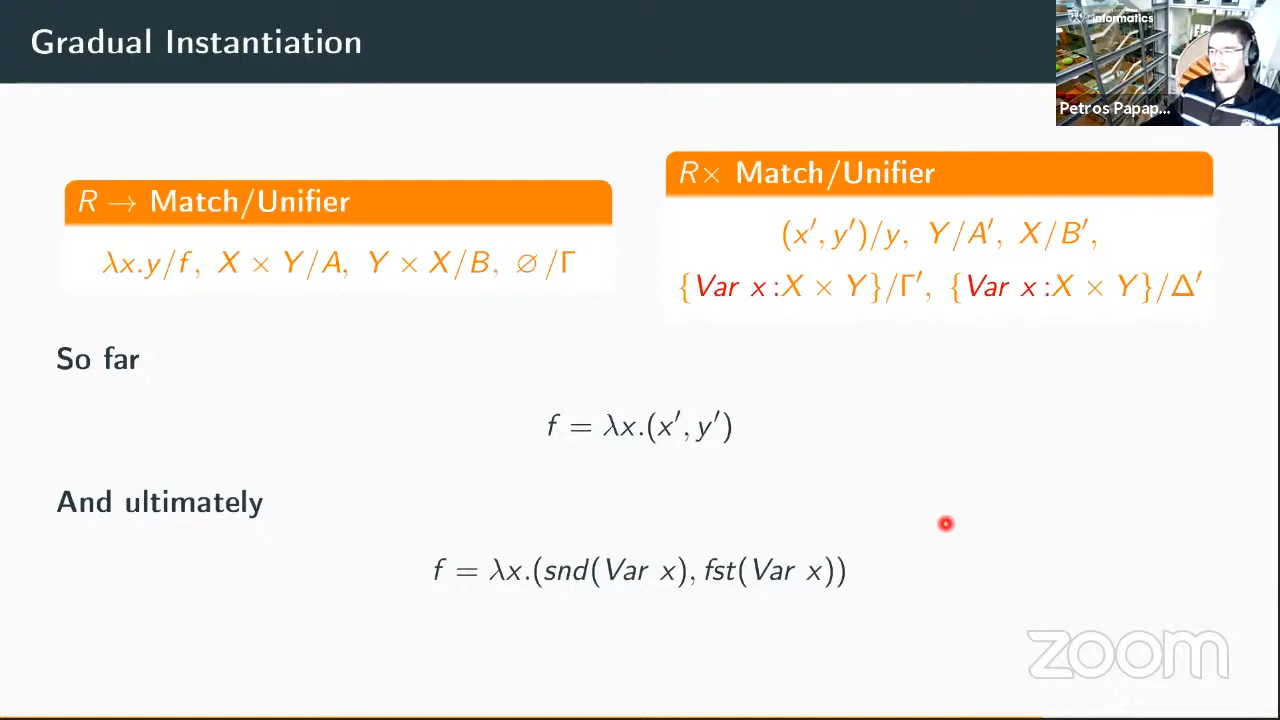 Gradual Instantiation
informatics
Petros Papap...
R → Match/Unifier
λx.y/f, X × Y/A, Y × X/B, ∅/Γ
R× Match/Unifier
(x′, y′)/y, Y/A′, X/B′,
{Var x :X × Y}/Γ′, {Var x :X × Y}/Δ′
So far
f = λx.(x′, y′)
And ultimately
f = λx.(snd(Var x), fst(Var x))
zoom